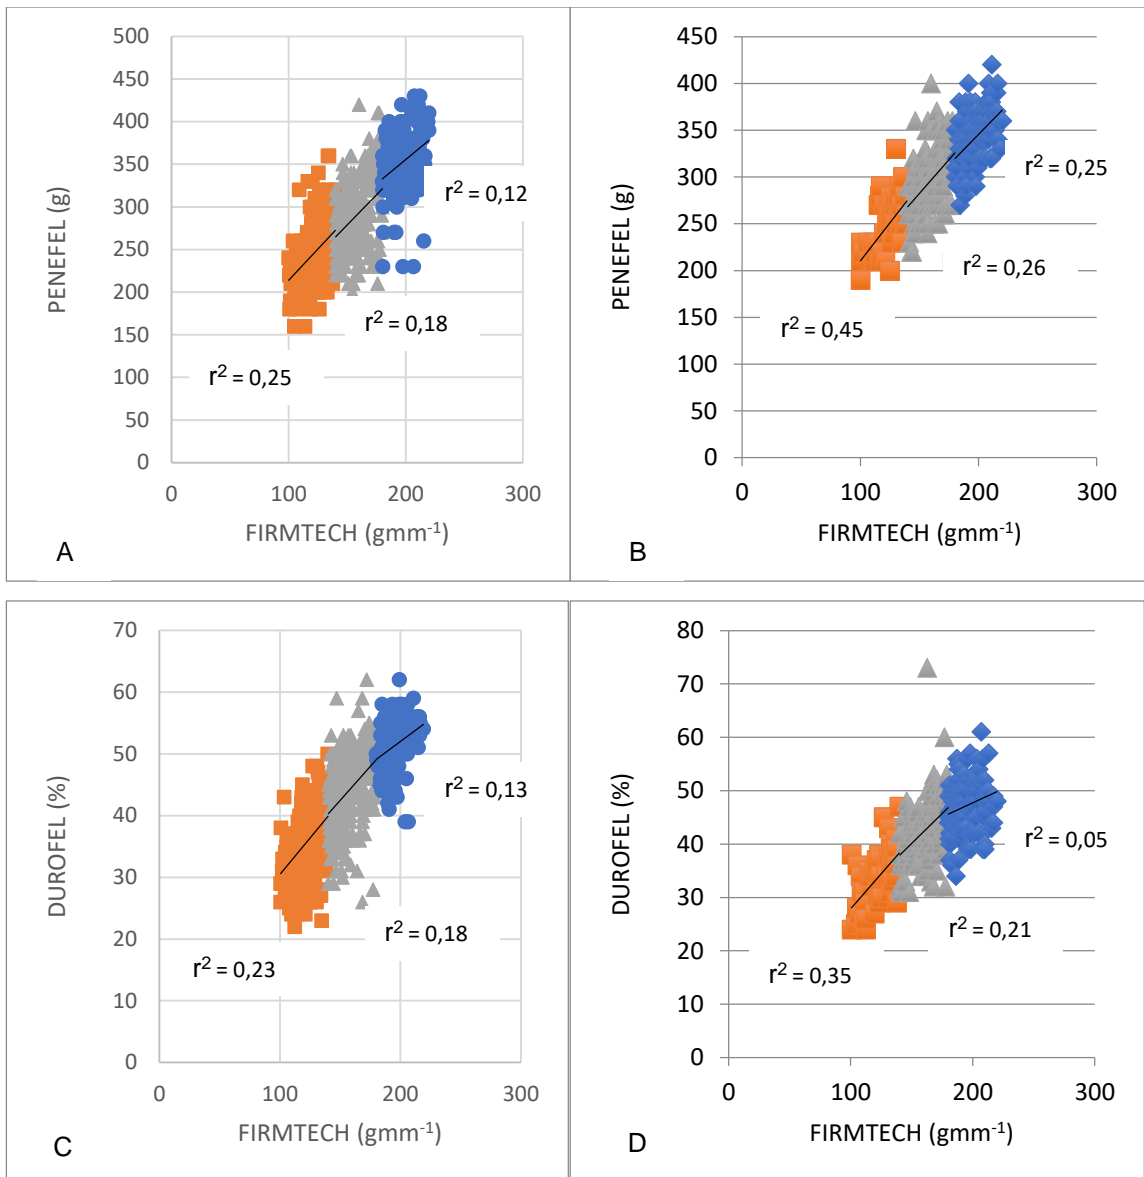 500
450
400
350
300
250
200
150
100
50
0
PENEFEL (g)
r² = 0,12
r² = 0,18
r² = 0,25
0 100 200 300
FIRMTECH (gmm⁻¹)
A
450
400
350
300
250
200
150
100
50
0
PENEFEL (g)
r² = 0,25
r² = 0,26
r² = 0,45
0 100 200 300
FIRMTECH (gmm⁻¹)
B
70
60
50
40
30
20
10
0
DUROFEL (%)
r² = 0,13
r² = 0,18
r² = 0,23
0 100 200 300
FIRMTECH (gmm⁻¹)
C
80
70
60
50
40
30
20
10
0
DUROFEL (%)
r² = 0,05
r² = 0,21
r² = 0,35
0 100 200 300
FIRMTECH (gmm⁻¹)
D